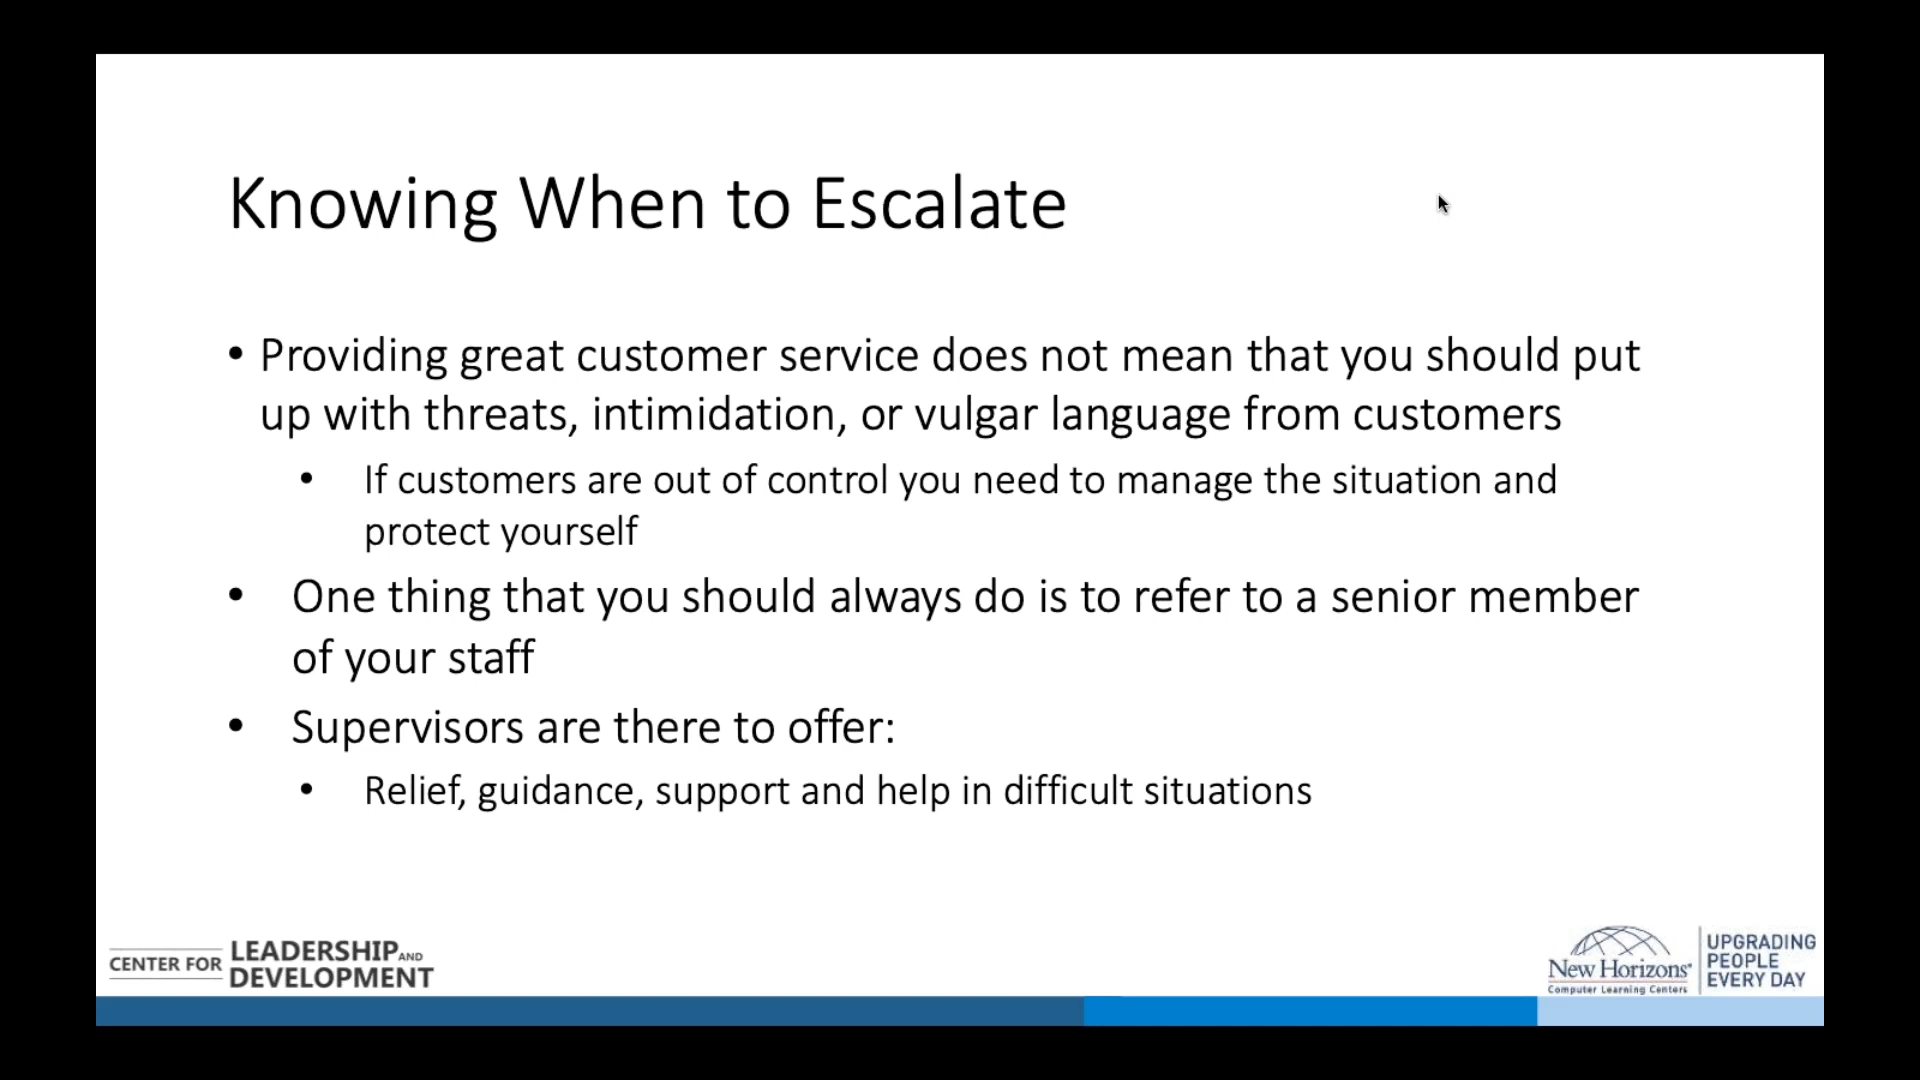 Knowing When to Escalate
• Providing great customer service does not mean that you should put
up with threats, intimidation, or vulgar language from customers
• If customers are out of control you need to manage the situation and
protect yourself
• One thing that you should always do is to refer to a senior member
of your staff
• Supervisors are there to offer:
• Relief, guidance, support and help in difficult situations
CENTER FOR LEADERSHIP AND
DEVELOPMENT
New Horizons®
Computer Learning Centers
UPGRADING
PEOPLE
EVERY DAY